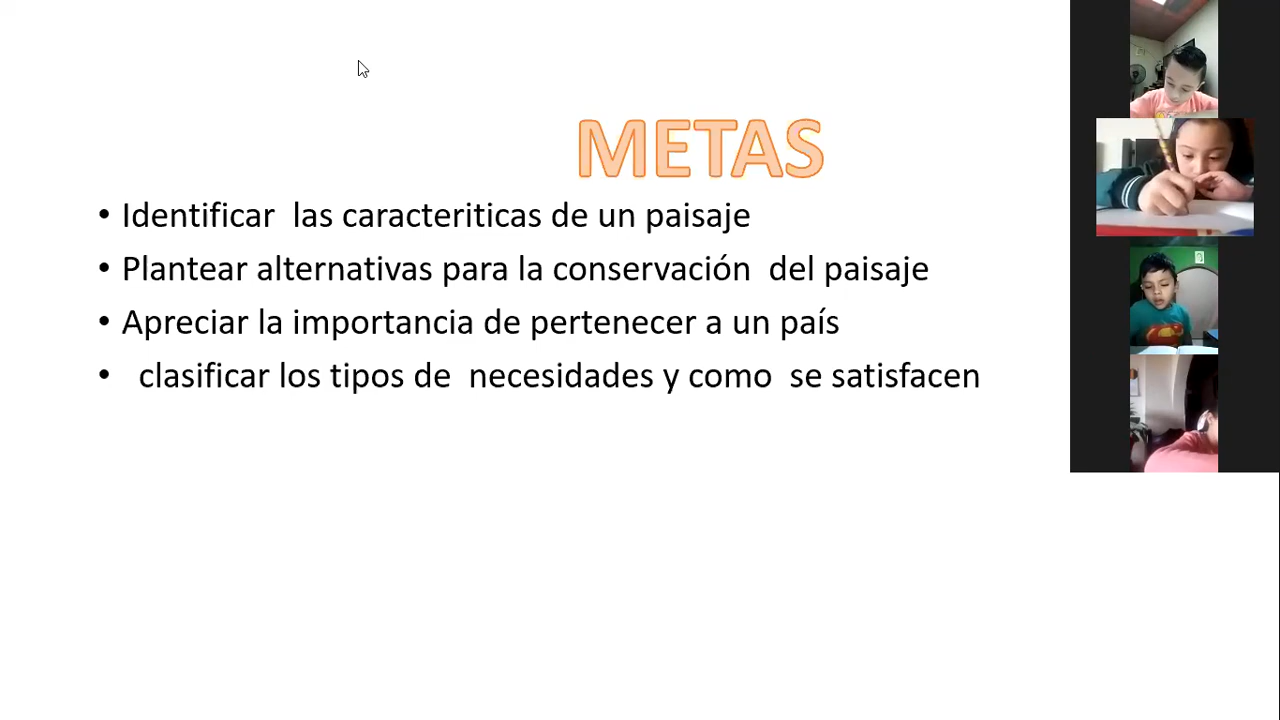 METAS
• Identificar las caracteriticas de un paisaje
• Plantear alternativas para la conservación del paisaje
• Apreciar la importancia de pertenecer a un país
• clasificar los tipos de necesidades y como se satisfacen